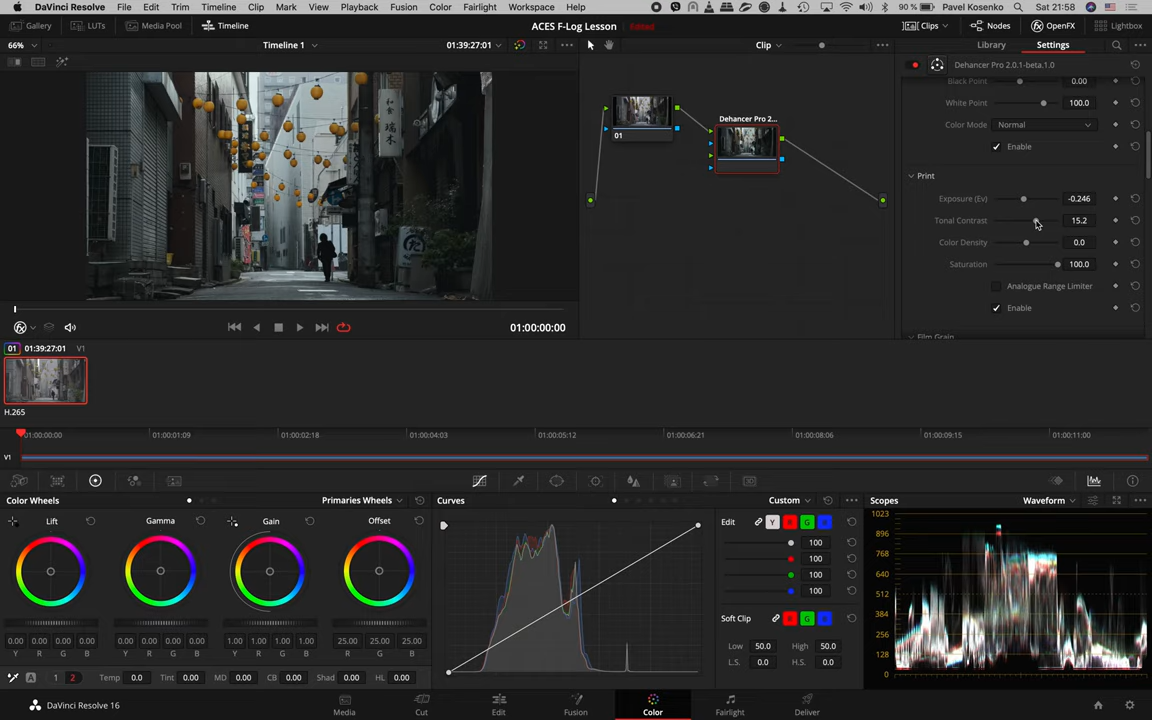 DaVinci Resolve File Edit Trim Timeline Clip Mark View Playback Fusion Color Fairlight Workspace Help 90 % Pavel Kosenko Sat 21:58
Gallery LUTs Media Pool Timeline ACES F-Log Lesson Edited Clips Nodes OpenFX Lightbox
66% Timeline 1 01:39:27:01 Clip Library Settings
Dehancer Pro 2.0.1-beta.1.0
Black Point 0.00
White Point 100.0
Color Mode Normal
Enable
Print
Exposure (Ev) -0.246
Tonal Contrast 15.2
Color Density 0.0
Saturation 100.0
Analogue Range Limiter
Enable
Film Grain
Dehancer Pro 2...
01
仁愛
瑞木
01:00:00:00
01 01:39:27:01 V1
H.265
01:00:00:00 01:00:01:09 01:00:02:18 01:00:04:03 01:00:05:12 01:00:06:21 01:00:08:06 01:00:09:15 01:00:11:00
V1
Color Wheels Primaries Wheels Curves Custom Scopes Waveform
Lift Gamma Gain Offset
0.00 0.00 0.00 0.00 0.00 0.00 0.00 0.00 1.00 1.00 1.00 1.00 25.00 25.00 25.00
Y R G B Y R G B Y R G B R G B
A 1 2 Temp 0.0 Tint 0.00 MD 0.00 CB 0.00 Shad 0.00 HL 0.00
Edit Y R G B
100
100
100
100
Soft Clip R G B
Low 50.0 High 50.0
L.S. 0.0 H.S. 0.0
1023
896
768
640
512
384
256
128
0
DaVinci Resolve 16 Media Cut Edit Fusion Color Fairlight Deliver